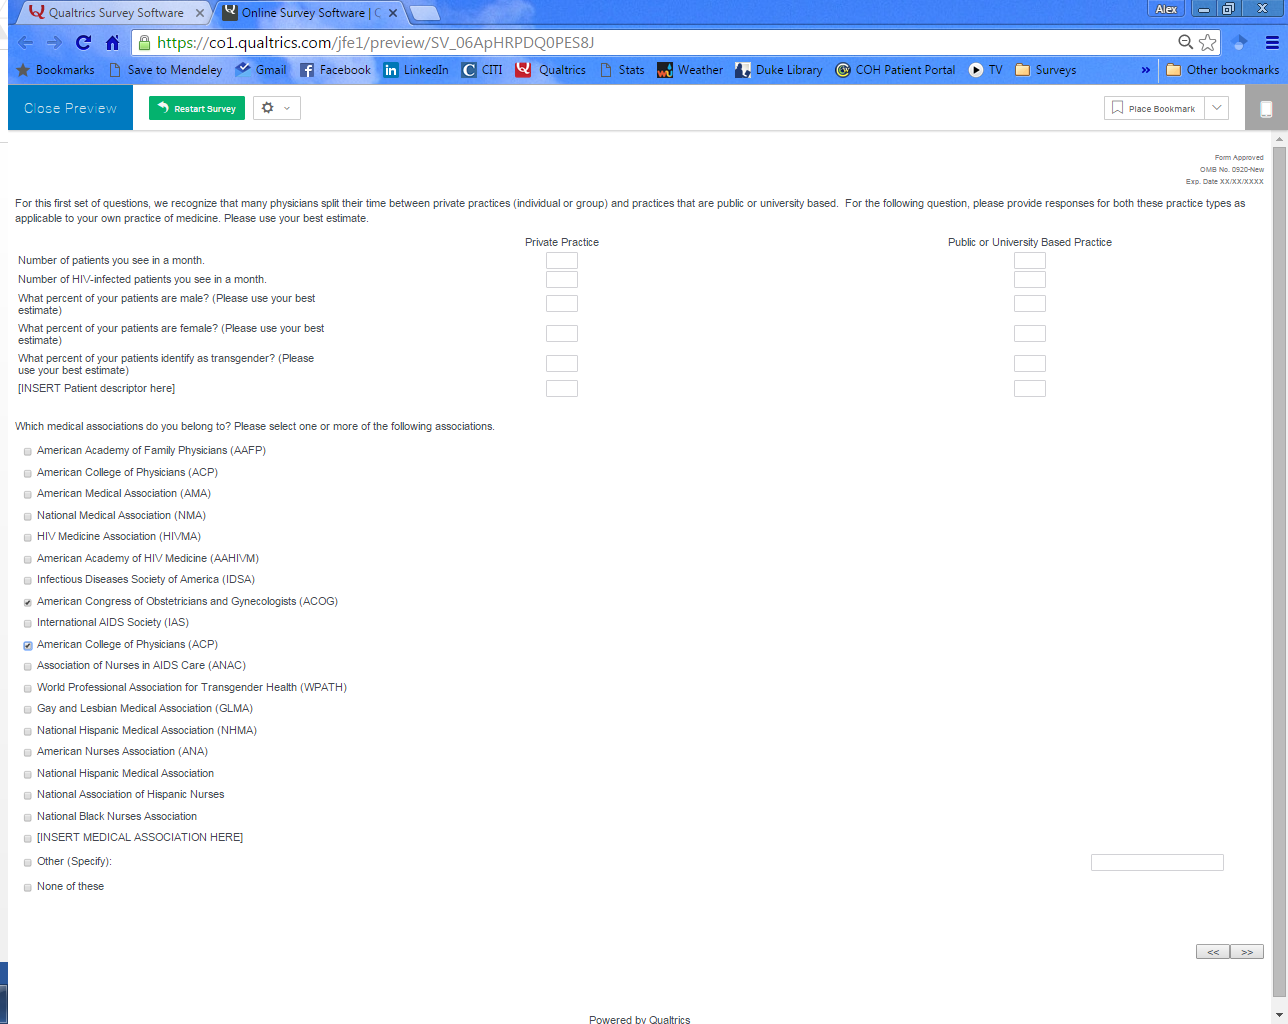 Qualtrics Survey Software
Online Survey Software |
Alex
https://co1.qualtrics.com/jfe1/preview/SV_06ApHRPDQ0PES8J
Bookmarks Save to Mendeley Gmail Facebook LinkedIn CITI Qualtrics Stats Weather Duke Library COH Patient Portal TV Surveys » Other bookmarks
Close Preview Restart Survey Place Bookmark
Form Approved
OMB No. 0920-New
Exp. Date XX/XX/XXXX
For this first set of questions, we recognize that many physicians split their time between private practices (individual or group) and practices that are public or university based. For the following question, please provide responses for both these practice types as
applicable to your own practice of medicine. Please use your best estimate.
Private Practice Public or University Based Practice
Number of patients you see in a month.
Number of HIV-infected patients you see in a month.
What percent of your patients are male? (Please use your best
estimate)
What percent of your patients are female? (Please use your best
estimate)
What percent of your patients identify as transgender? (Please
use your best estimate)
[INSERT Patient descriptor here]
Which medical associations do you belong to? Please select one or more of the following associations.
American Academy of Family Physicians (AAFP)
American College of Physicians (ACP)
American Medical Association (AMA)
National Medical Association (NMA)
HIV Medicine Association (HIVMA)
American Academy of HIV Medicine (AAHIVM)
Infectious Diseases Society of America (IDSA)
American Congress of Obstetricians and Gynecologists (ACOG)
International AIDS Society (IAS)
American College of Physicians (ACP)
Association of Nurses in AIDS Care (ANAC)
World Professional Association for Transgender Health (WPATH)
Gay and Lesbian Medical Association (GLMA)
National Hispanic Medical Association (NHMA)
American Nurses Association (ANA)
National Hispanic Medical Association
National Association of Hispanic Nurses
National Black Nurses Association
[INSERT MEDICAL ASSOCIATION HERE]
Other (Specify):
None of these
<< >>
Powered by Qualtrics